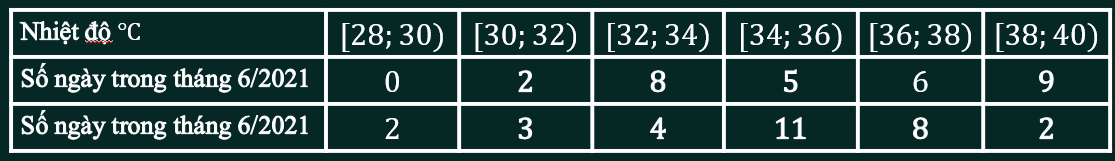 Nhiệt độ °C [28; 30) [30; 32) [32; 34) [34; 36) [36; 38) [38; 40)
Số ngày trong tháng 6/2021 0 2 8 5 6 9
Số ngày trong tháng 6/2021 2 3 4 11 8 2